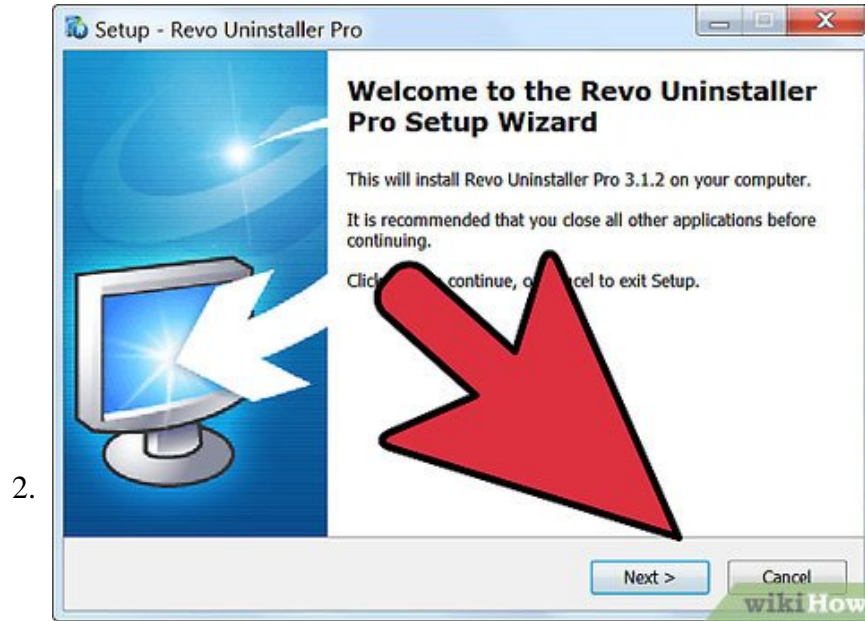 Setup - Revo Uninstaller Pro
Welcome to the Revo Uninstaller
Pro Setup Wizard
This will install Revo Uninstaller Pro 3.1.2 on your computer.
It is recommended that you close all other applications before
continuing.
continue, to exit Setup.
2.
Next > Cancel
wikiHow